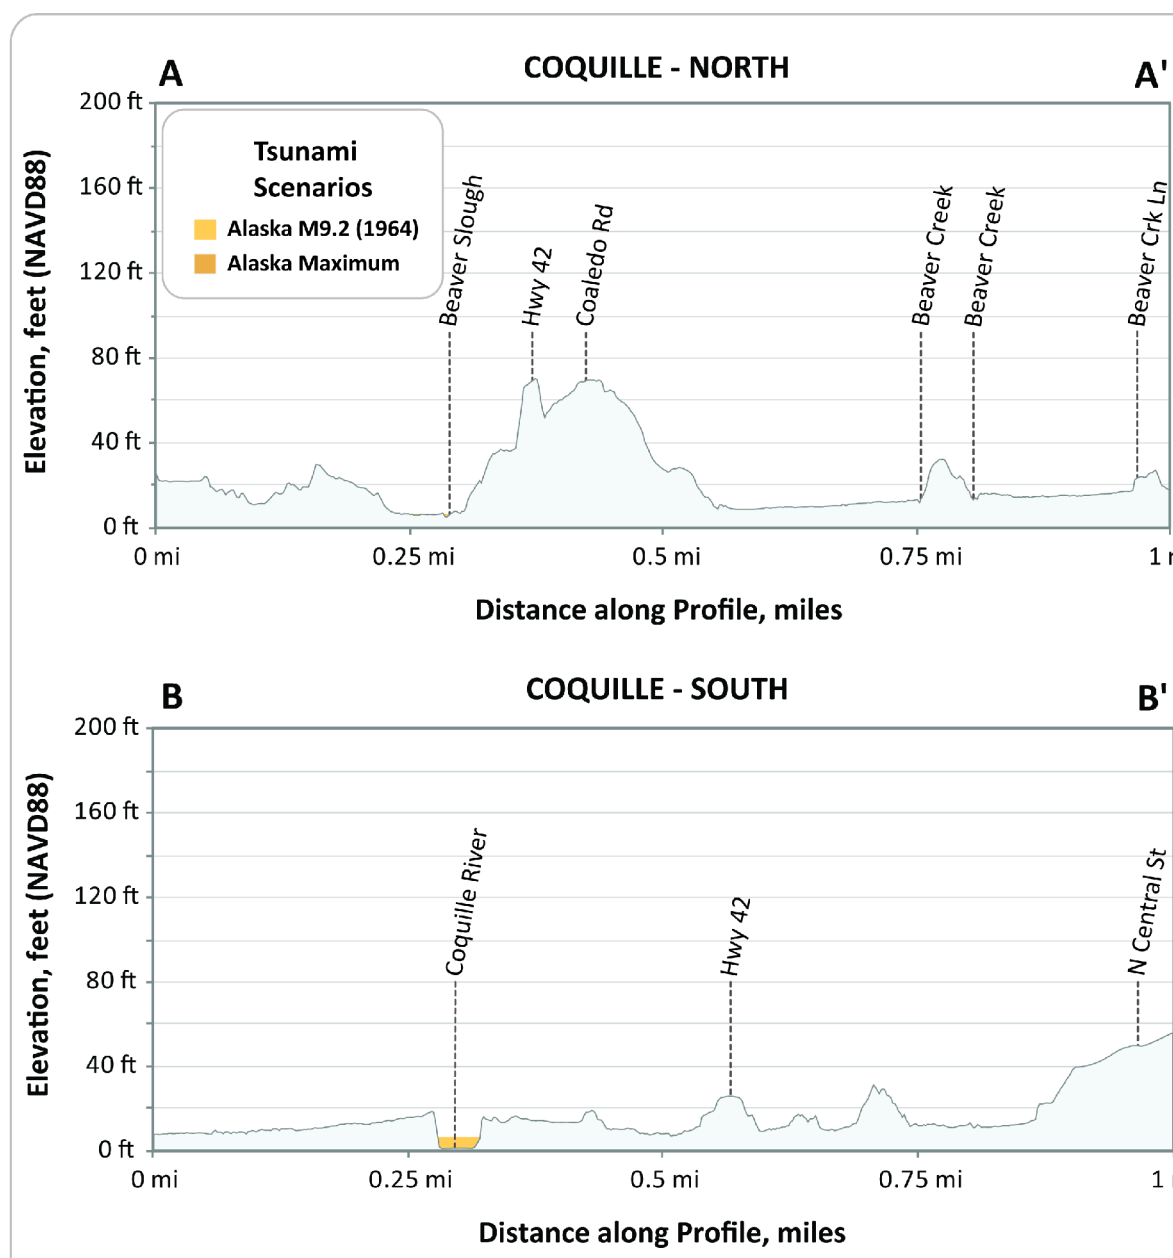 A
COQUILLE - NORTH
A'
200 ft
160 ft
120 ft
80 ft
40 ft
0 ft
Elevation, feet (NAVD88)
Tsunami
Scenarios
Alaska M9.2 (1964)
Alaska Maximum
Beaver Slough
Hwy 42
Coaledo Rd
Beaver Creek
Beaver Creek
Beaver Crk Ln
0 mi
0.25 mi
0.5 mi
0.75 mi
1
Distance along Profile, miles
B
COQUILLE - SOUTH
B'
200 ft
160 ft
120 ft
80 ft
40 ft
0 ft
Elevation, feet (NAVD88)
Coquille River
Hwy 42
N Central St
0 mi
0.25 mi
0.5 mi
0.75 mi
1
Distance along Profile, miles